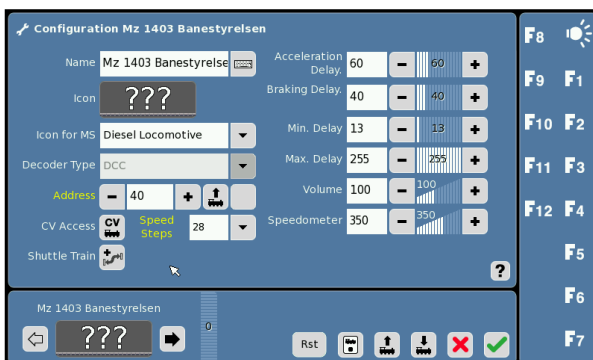 Configuration Mz 1403 Banestyrelsen
Name Mz 1403 Banestyrelse
Icon ???
Icon for MS Diesel Locomotive
Decoder Type DCC
Address 40
CV Access CV Speed Steps 28
Shuttle Train
Acceleration Delay. 60 60
Braking Delay. 40 40
Min. Delay 13 13
Max. Delay 255 255
Volume 100 100
Speedometer 350 350
?
Mz 1403 Banestyrelsen
??? 0
Rst
F8
F9 F1
F10 F2
F11 F3
F12 F4
F5
F6
F7